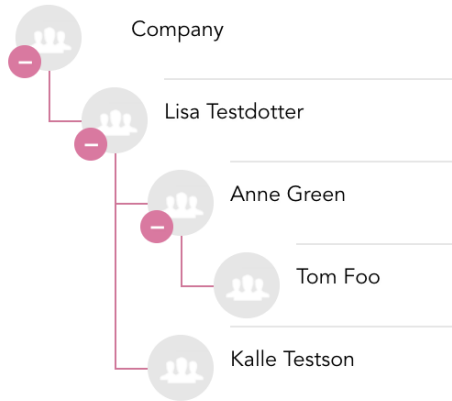 Company
Lisa Testdotter
Anne Green
Tom Foo
Kalle Testson